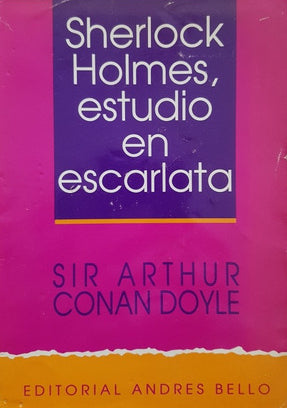 Sherlock
Holmes,
estudio
en
escarlata
SIR ARTHUR
CONAN DOYLE
EDITORIAL ANDRES BELLO